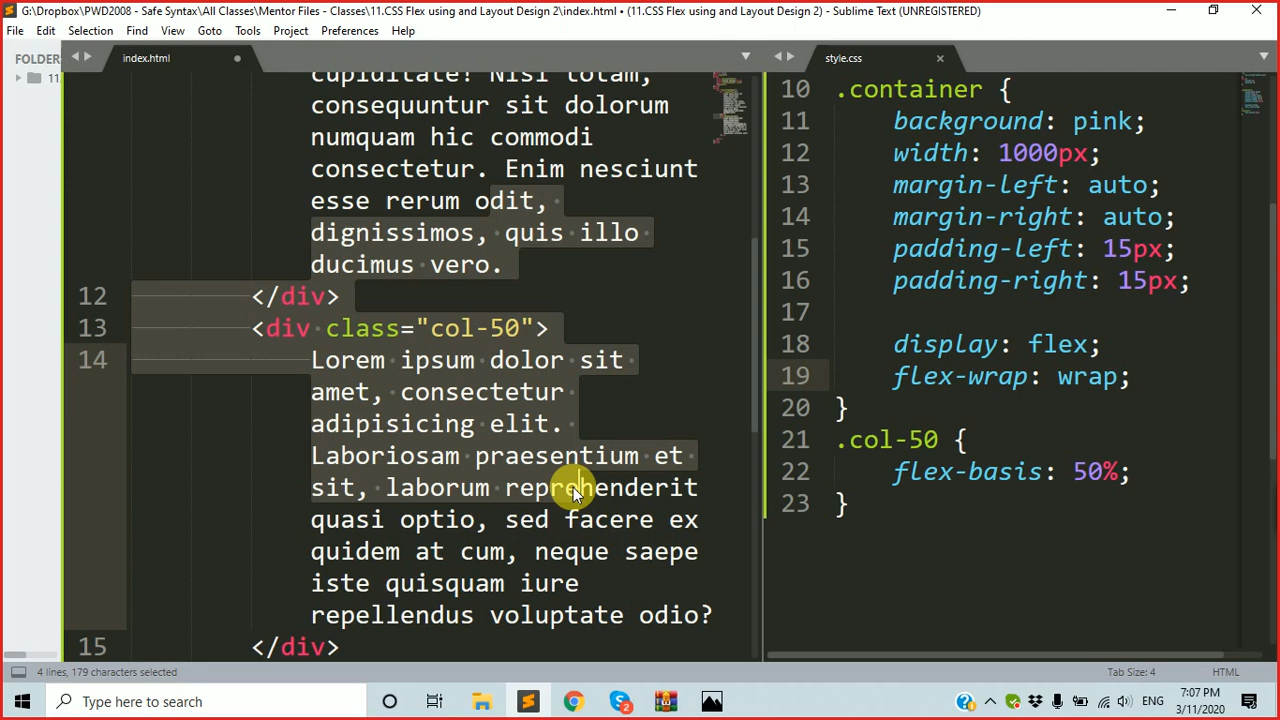 G:\Dropbox\PWD2008 - Safe Syntax\All Classes\Mentor Files - Classes\11.CSS Flex using and Layout Design 2\index.html • (11.CSS Flex using and Layout Design 2) - Sublime Text (UNREGISTERED)
File Edit Selection Find View Goto Tools Project Preferences Help
FOLDERS
11
index.html
cupiditate! Nisi totam,
consequuntur sit dolorum
numquam hic commodi
consectetur. Enim nesciunt
esse rerum odit,
dignissimos, quis illo
ducimus vero.
12 </div>
13 <div class="col-50">
14 Lorem ipsum dolor sit
amet, consectetur
adipisicing elit.
Laboriosam praesentium et
sit, laborum reprehenderit
quasi optio, sed facere ex
quidem at cum, neque saepe
iste quisquam iure
repellendus voluptate odio?
15 </div>
style.css
10 .container {
11 background: pink;
12 width: 1000px;
13 margin-left: auto;
14 margin-right: auto;
15 padding-left: 15px;
16 padding-right: 15px;
17
18 display: flex;
19 flex-wrap: wrap;
20 }
21 .col-50 {
22 flex-basis: 50%;
23 }
4 lines, 179 characters selected
Tab Size: 4
HTML
Type here to search
2
ENG
7:07 PM
3/11/2020